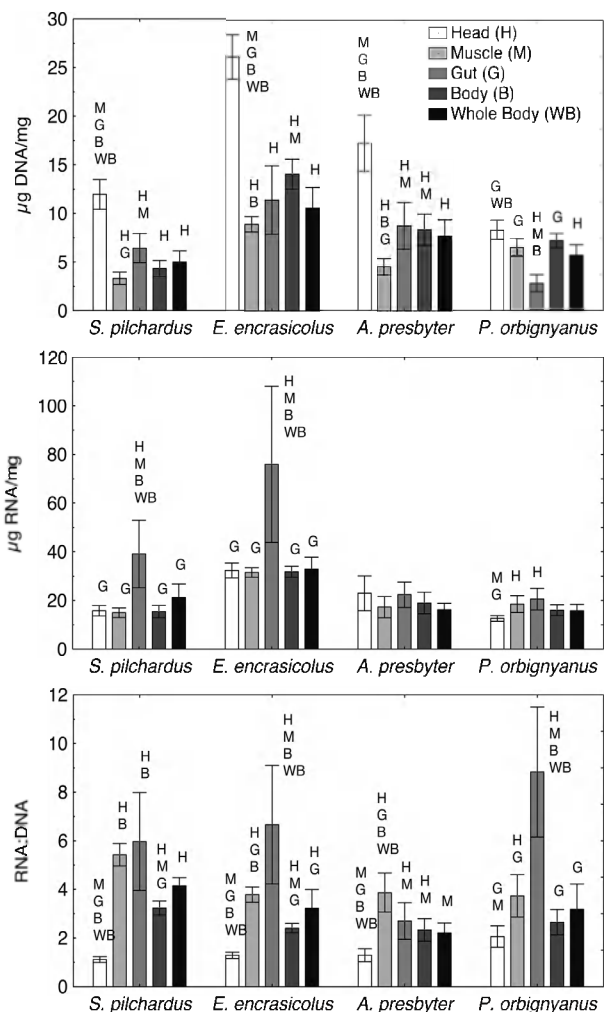 µg DNA/mg
30
25
20
15
10
5
0
Head (H)
Muscle (M)
Gut (G)
Body (B)
Whole Body (WB)
M
G
B
WB
H
G
H
M
H
H
M
G
B
WB
H
B
H
M
H
M
H
M
G
B
WB
H
B
G
H
M
H
M
H
G
WB
G
H
M
B
G
H
S. pilchardus
E. encrasicolus
A. presbyter
P. orbignyanus
µg RNA/mg
120
100
80
60
40
20
0
G
G
H
M
B
WB
G
G
G
G
H
M
B
WB
G
G
M
G
H
H
S. pilchardus
E. encrasicolus
A. presbyter
P. orbignyanus
RNA:DNA
12
10
8
6
4
2
0
M
G
B
WB
H
B
H
B
H
M
G
H
M
G
B
WB
H
G
B
H
M
B
WB
H
M
G
H
G
M
G
B
WB
H
G
B
WB
H
M
H
M
M
G
M
H
G
H
M
B
WB
G
G
S. pilchardus
E. encrasicolus
A. presbyter
P. orbignyanus